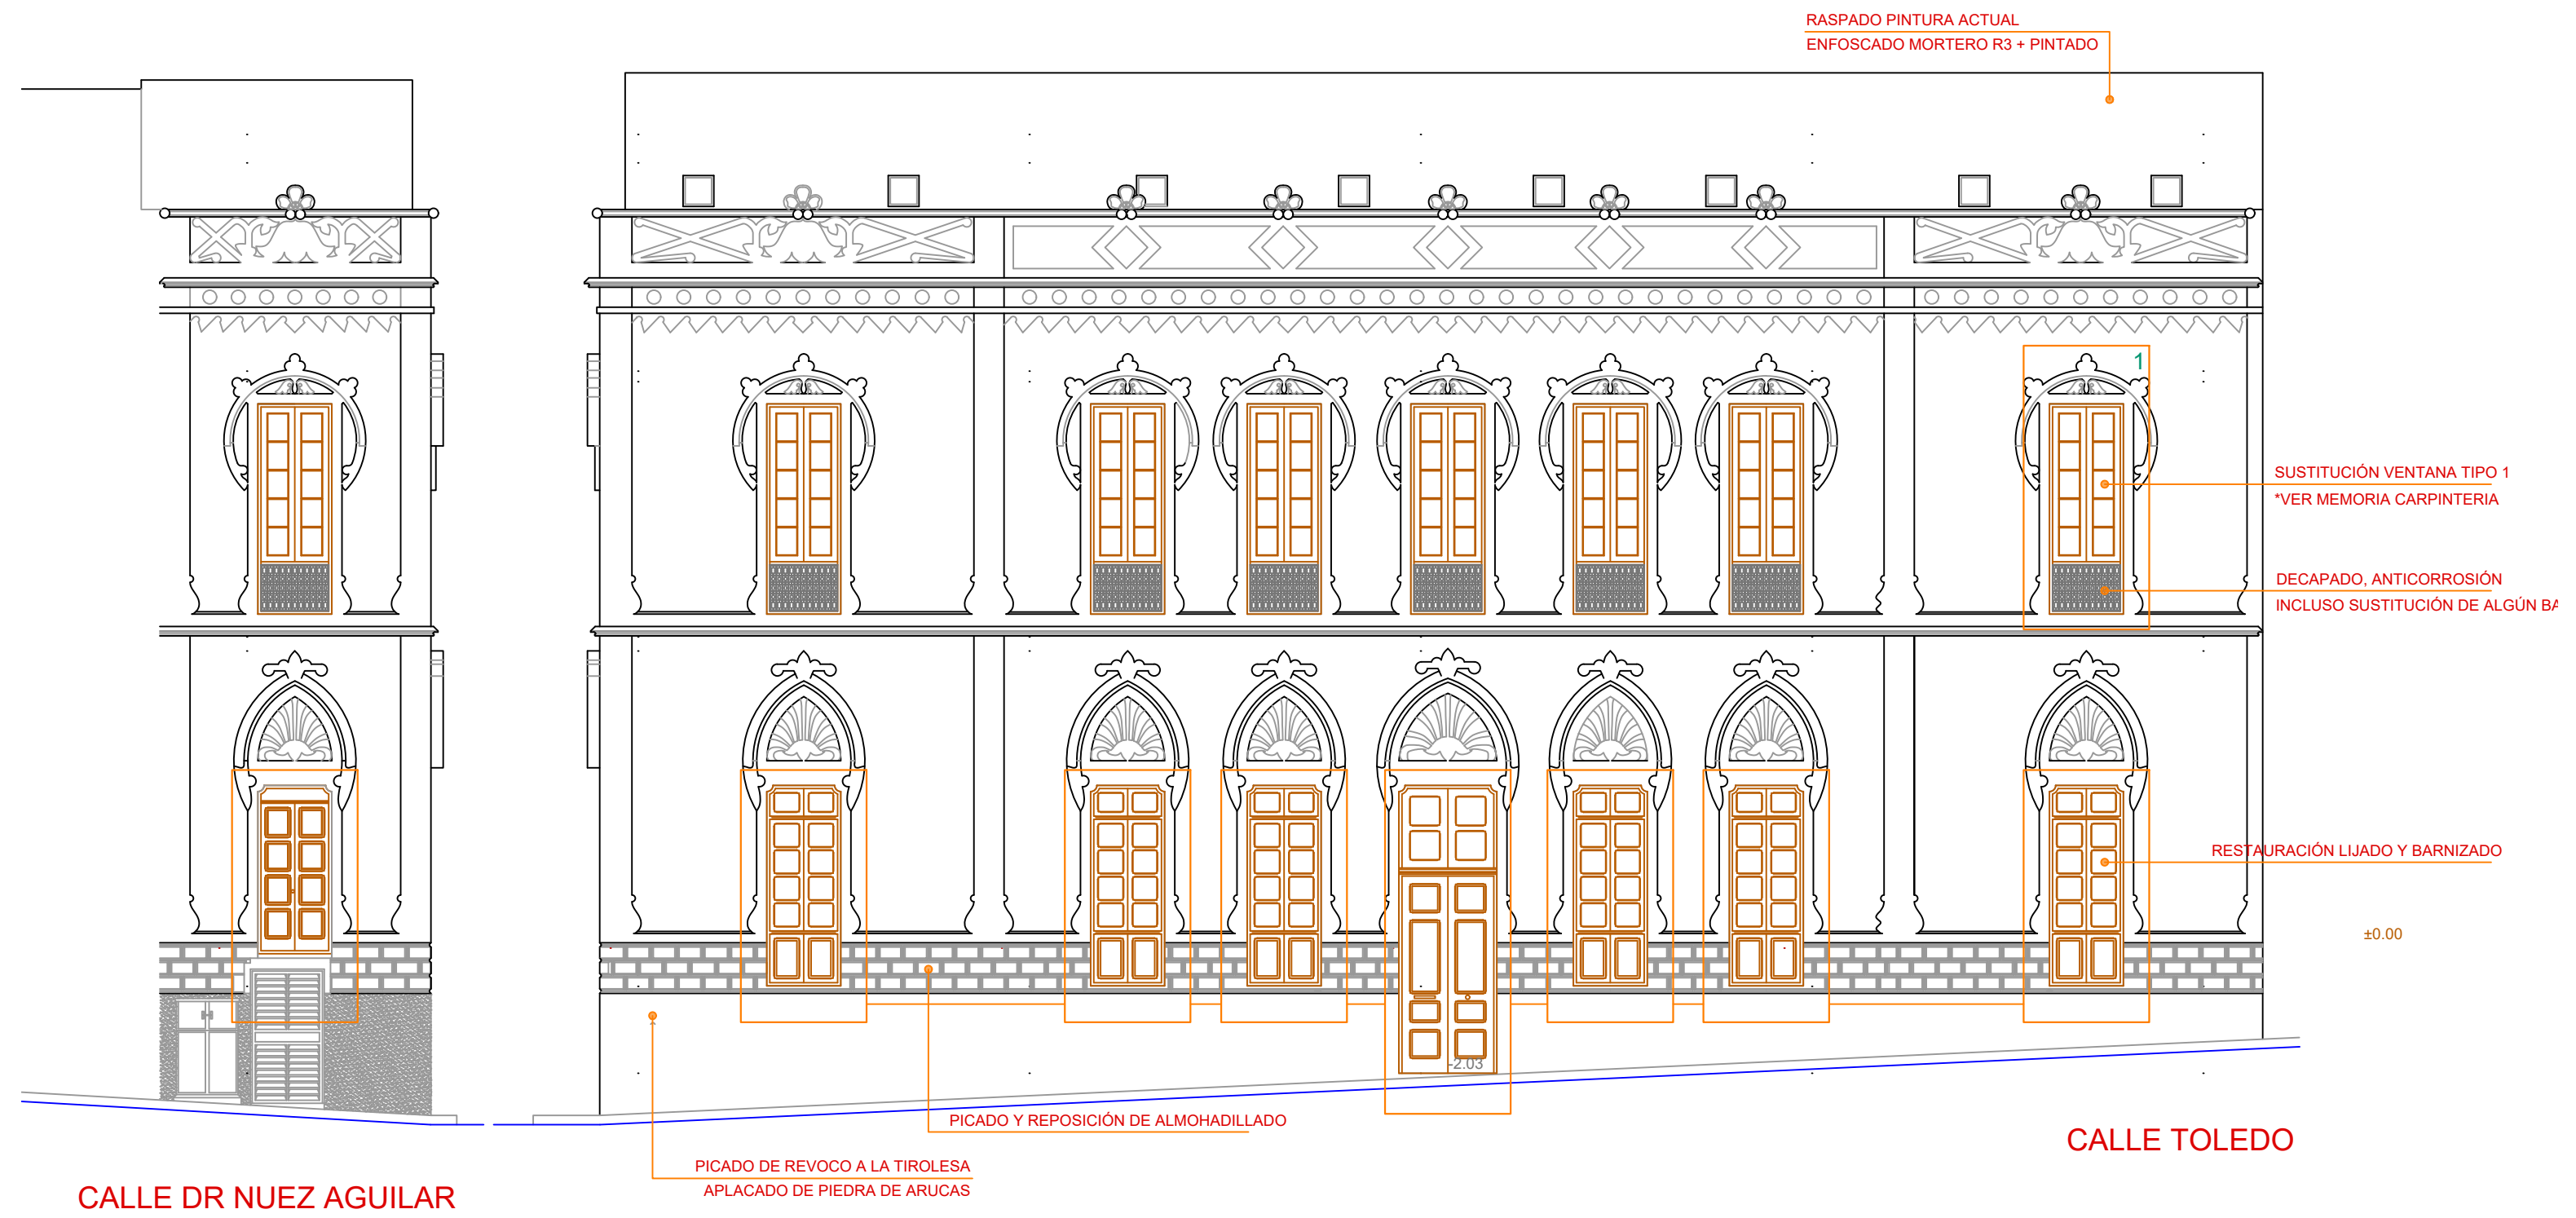 RASPADO PINTURA ACTUAL
ENFOSCADO MORTERO R3 + PINTADO
1
SUSTITUCIÓN VENTANA TIPO 1
*VER MEMORIA CARPINTERIA
DECAPADO, ANTICORROSIÓN
INCLUSO SUSTITUCIÓN DE ALGÚN BA
RESTAURACIÓN LIJADO Y BARNIZADO
±0.00
-2.03
PICADO Y REPOSICIÓN DE ALMOHADILLADO
CALLE TOLEDO
PICADO DE REVOCO A LA TIROLESA
APLACADO DE PIEDRA DE ARUCAS
CALLE DR NUEZ AGUILAR